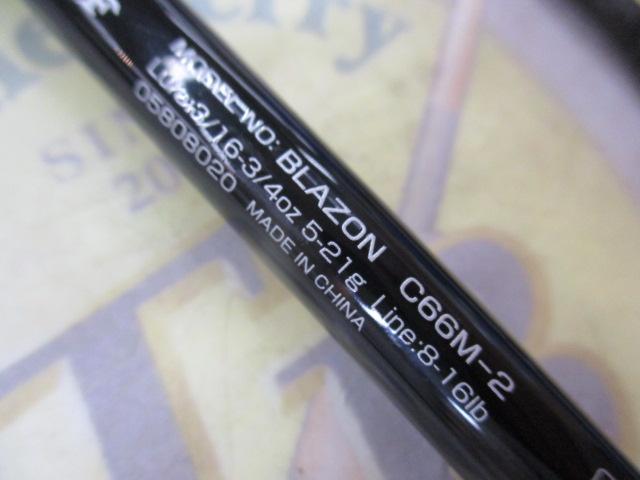 MODEL NO: BLAZON C66M-2
Lure:3/16-3/4oz 5-21g Line:8-16lb
05808020 MADE IN CHINA